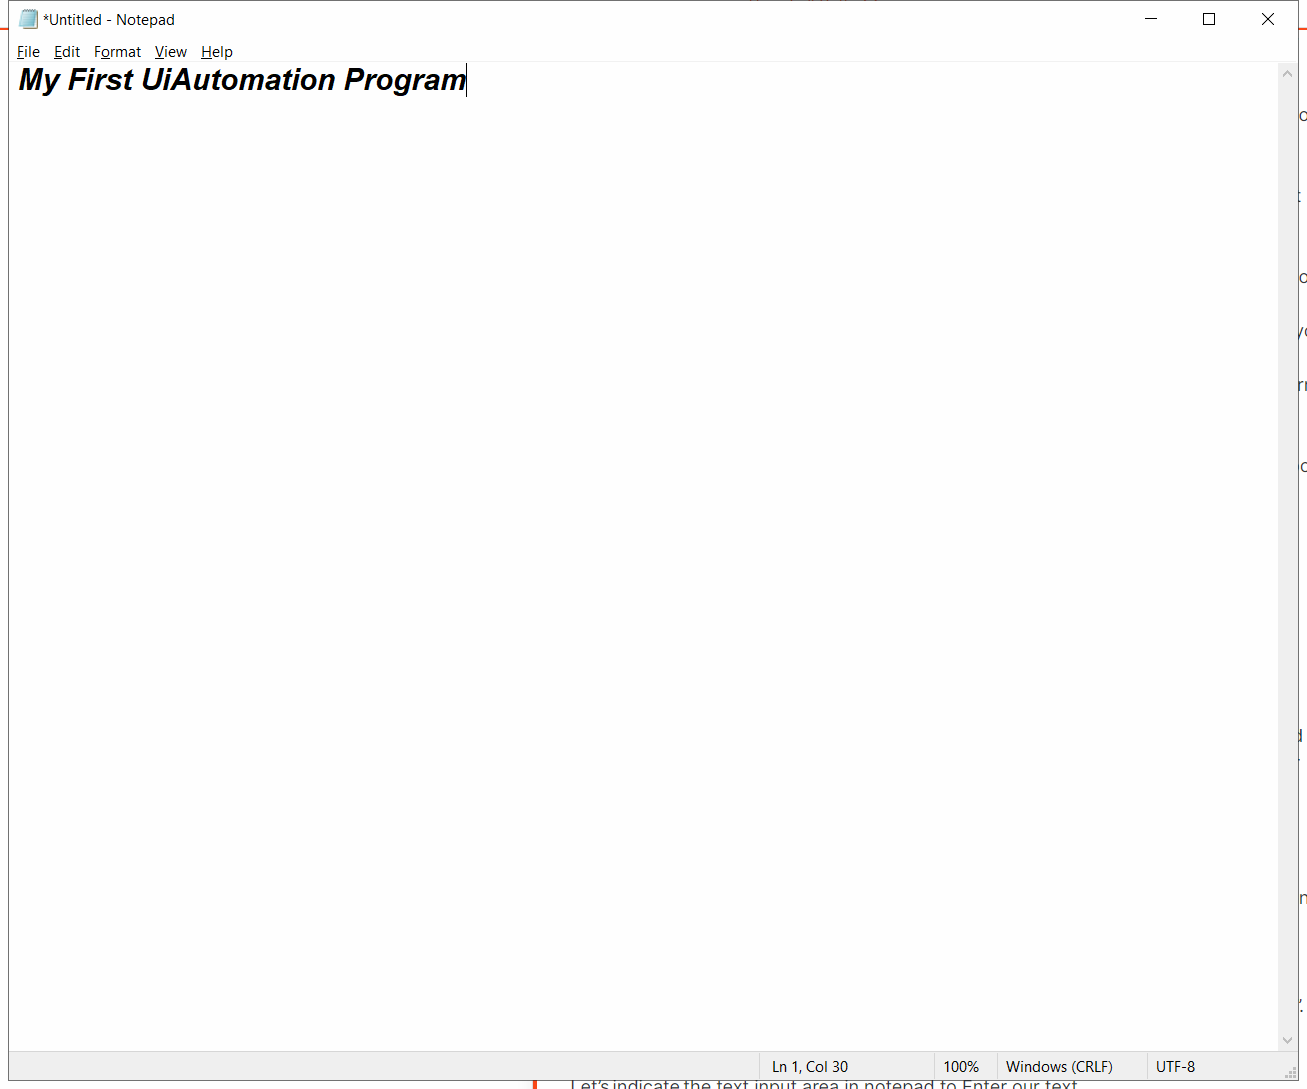 *Untitled - Notepad
File Edit Format View Help
My First UiAutomation Program
Ln 1, Col 30 100% Windows (CRLF) UTF-8
Let's indicate the text input area in notepad to Enter our text